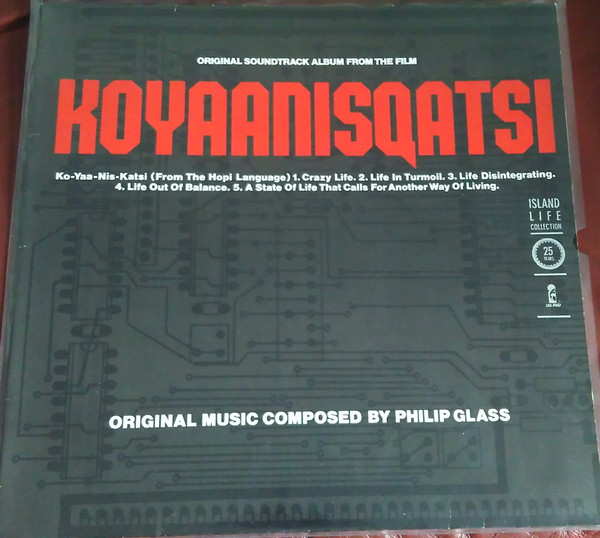 ORIGINAL SOUNDTRACK ALBUM FROM THE FILM
KOYAANISQATSI
Ko-Yaa-Nis-Katsi (From The Hopi Language) 1. Crazy Life. 2. Life In Turmoil. 3. Life Disintegrating.
4. Life Out Of Balance. 5. A State Of Life That Calls For Another Way Of Living.
ISLAND
LIFE
COLLECTION
25
YEARS
ORIGINAL MUSIC COMPOSED BY PHILIP GLASS